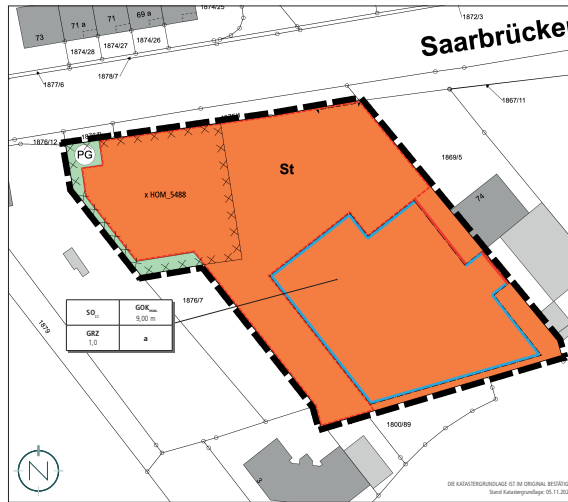 1874/25
1872/3
73
71 a
71
69 a
1874/28
1874/27
1874/26
Saarbrücker
1877/6
1878/7
1867/11
1876/12
PG
1869/5
St
x HOM_5488
74
1876/7
SO
GOK
9,00 m
GRZ
1,0
a
1879
1800/89
N
DIE KATASTERGRUNDLAGE IST IM ORIGINAL BESTÄTIG
Stand Katastergrundlage: 05.11.202